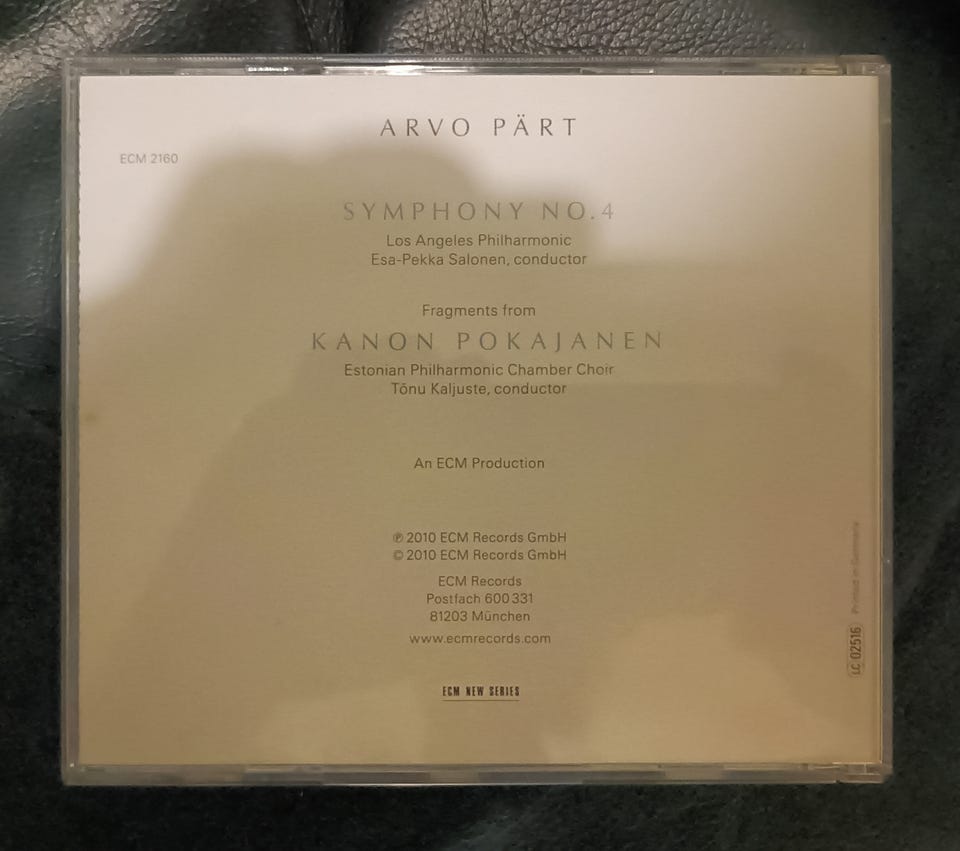 ARVO PÄRT
ECM 2160
SYMPHONY NO. 4
Los Angeles Philharmonic
Esa-Pekka Salonen, conductor
Fragments from
KANON POKAJANEN
Estonian Philharmonic Chamber Choir
Tõnu Kaljuste, conductor
An ECM Production
℗ 2010 ECM Records GmbH
© 2010 ECM Records GmbH
ECM Records
Postfach 600 331
81203 München
www.ecmrecords.com
ECM NEW SERIES
LC 02516
Printed in Germany